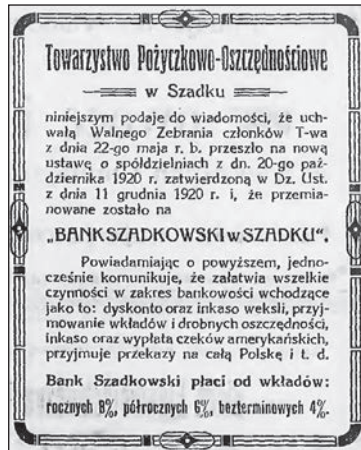 Towarzystwo Pożyczkowo-Oszczędnościowe
w Szadku
niniejszym podaje do wiadomości, że uch-
wałą Walnego Zebrania członków T-wa
z dnia 22-go maja r. b. przeszło na nową
ustawę o spółdzielniach z dn. 20-go paź-
dziernika 1920 r. zatwierdzoną w Dz. Ust.
z dnia 11 grudnia 1920 r. i, że przemia-
nowane zostało na
„BANK SZADKOWSKI w SZADKU".
Powiadamiając o powyższem, jedno-
cześnie komunikuje, że załatwia wszelkie
czynności w zakres bankowości wchodzące
jako to: dyskonto oraz inkaso weksli, przyj-
mowanie wkładów i drobnych oszczędności,
inkaso oraz wypłata czeków amerykańskich,
przyjmuje przekazy na całą Polskę i t. d.
Bank Szadkowski płaci od wkładów:
rocznych 8%, półrocznych 6%, bezterminowych 4%.